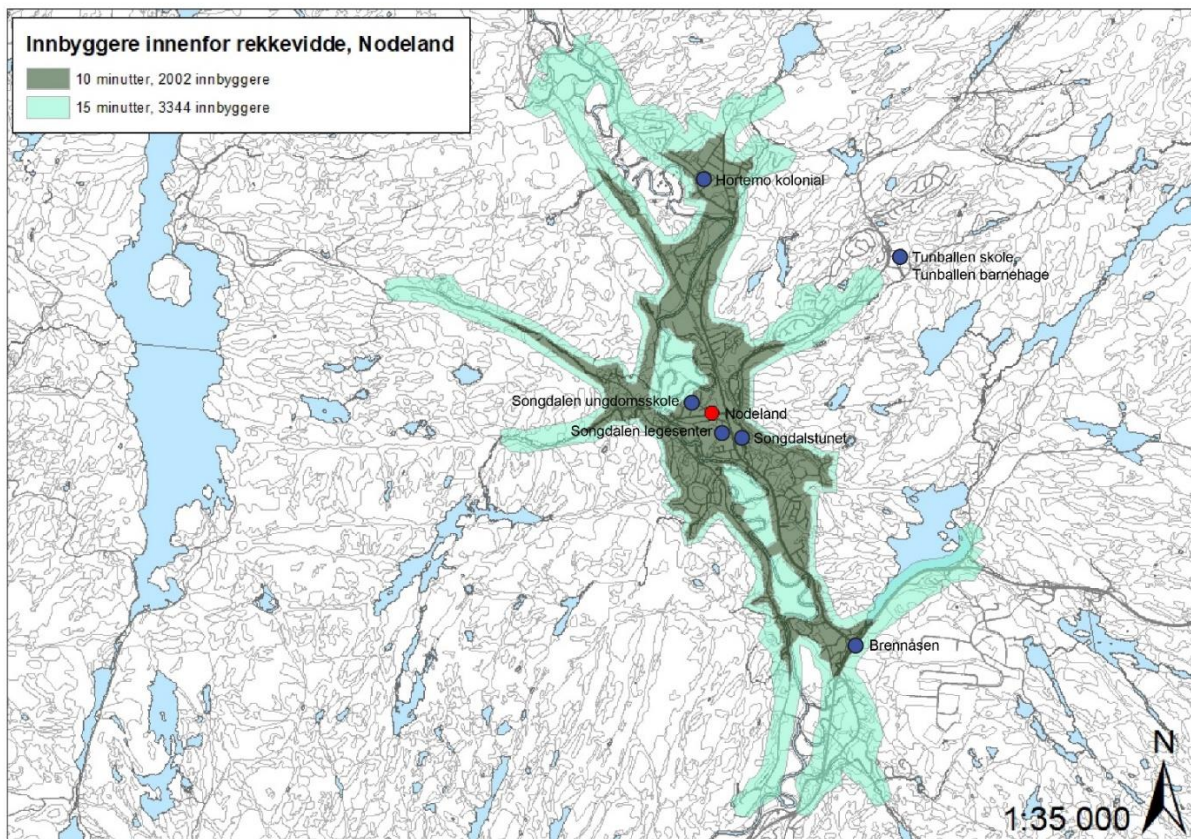 Innbyggere innenfor rekkevidde, Nodeland
10 minutter, 2002 innbyggere
15 minutter, 3344 innbyggere
Hortemo kolonial
Tunballen skole,
Tunballen barnehage
Songdalen ungdomsskole
Nodeland
Songdalen legesenter
Songdalstunet
Brennåsen
N
1:35 000